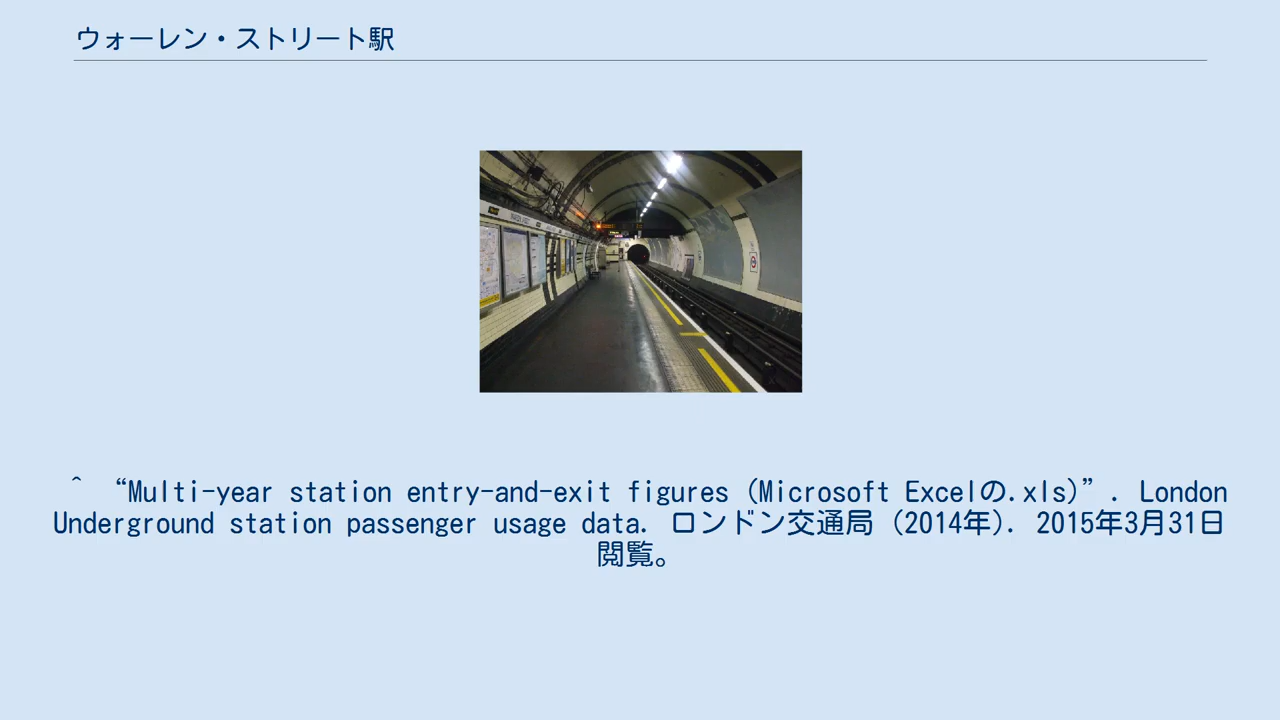 ウォーレン・ストリート駅
^ “Multi-year station entry-and-exit figures (Microsoft Excelの.xls)”. London
Underground station passenger usage data. ロンドン交通局 (2014年). 2015年3月31日
閲覧。